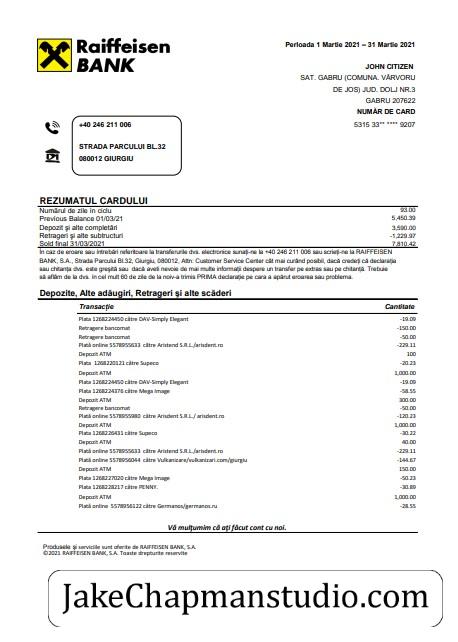 Raiffeisen
BANK
Perioada 1 Martie 2021 – 31 Martie 2021
JOHN CITIZEN
SAT. GABRU (COMUNA. VÂRVORU
DE JOS) JUD. DOLJ NR.3
GABRU 207622
NUMĂR DE CARD
5315 33** **** 9207
+40 246 211 006
STRADA PARCULUI BL.32
080012 GIURGIU
REZUMATUL CARDULUI
Numărul de zile în ciclu 93.00
Previous Balance 01/03/21 5,450.39
Depozit și alte completări 3,590.00
Retrageri și alte subtructuri -1,229.97
Sold final 31/03/2021 7,810.42
În caz de eroare sau întrebări referitoare la transferurile dvs. electronice sunați-ne la +40 246 211 006 sau scrieți-ne la RAIFFEISEN
BANK, S.A., Strada Parcului Bl.32, Giurgiu, 080012, Attn: Customer Service Center cât mai curând posibil, dacă credeți că declarația
sau chitanța dvs. este greșită sau dacă aveți nevoie de mai multe informații despre un transfer pe extras sau pe chitanță. Trebuie
să aflăm de la dvs. în cel mult 60 de zile de la noi-a trimis PRIMA declarație pe care a apărut eroarea sau problema.
Depozite, Alte adăugiri, Retrageri și alte scăderi
Transacție Cantitate
Plata 1268224450 către DAV-Simply Elegant -19.09
Retragere bancomat -150.00
Retragere bancomat -50.00
Plată online 5578955633 către Aristend S.R.L/arisdent.ro -229.11
Depozit ATM 100
Plata 1268220121 către Supeco -20.23
Depozit ATM 1,000.00
Plata 1268224450 către DAV-Simply Elegant -19.09
Plata 1268224376 către Mega Image -58.55
Depozit ATM 300.00
Retragere bancomat -50.00
Plată online 5578955980 către Arisdent S.R.L./ arisdent.ro -120.23
Depozit ATM 1,000.00
Plata 1268226431 către Supeco -30.22
Depozit ATM 40.00
Plată online 5578955633 către Aristend S.R.L/arisdent.ro -229.11
Plată online 5578956044 către Vulkanizare/vulkanizari.com/giurgiu -144.67
Depozit ATM 150.00
Plata 1268227020 către Mega Image -50.23
Plata 1268228217 către PENNY. -30.89
Depozit ATM 1,000.00
Plată online 5578956122 către Germanos/germanos.ru -28.55
Vă mulțumim că ați făcut cont cu noi.
Produsele și serviciile sunt oferite de RAIFFEISEN BANK, S.A.
©2021 RAIFFEISEN BANK, S.A. Toaste drepturite reservite
JakeChapmanstudio.com